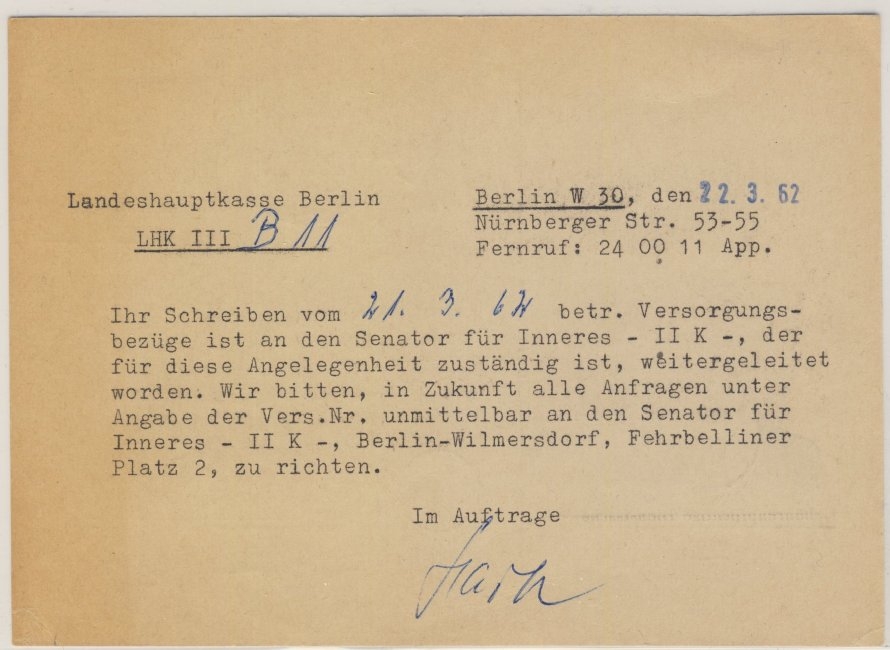 Landeshauptkasse Berlin
LHK III B 11
Berlin W 30, den 22. 3. 62
Nürnberger Str. 53-55
Fernruf: 24 00 11 App.
Ihr Schreiben vom 21. 3. 62 betr. Versorgungs-
bezüge ist an den Senator für Inneres - II K -, der
für diese Angelegenheit zuständig ist, weitergeleitet
worden. Wir bitten, in Zukunft alle Anfragen unter
Angabe der Vers.Nr. unmittelbar an den Senator für
Inneres - II K -, Berlin-Wilmersdorf, Fehrbelliner
Platz 2, zu richten.
Im Auftrage